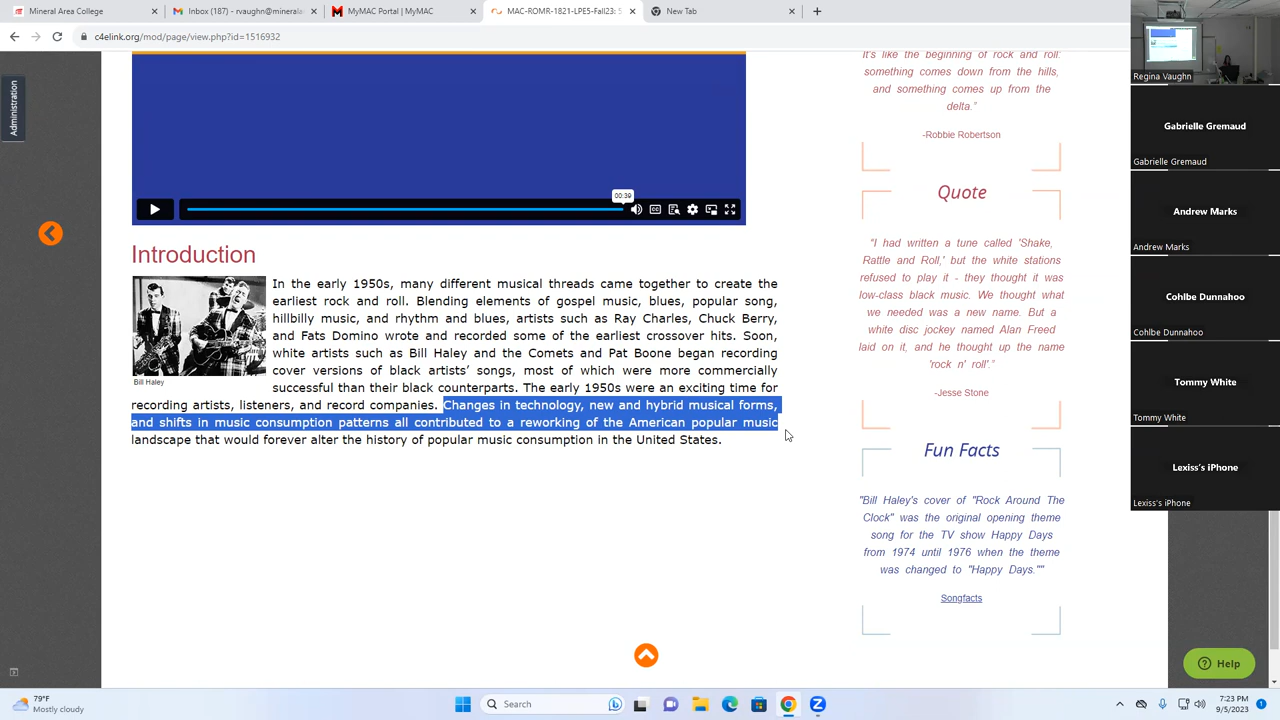 Mineral Area College
Inbox (187) - rvaughn@mineralar
MyMAC Portal | MyMAC
MAC-ROMR-1821-LPE5-Fall23: 5
New Tab
c4elink.org/mod/page/view.php?id=1516932
Administration
00:39
Introduction
In the early 1950s, many different musical threads came together to create the
earliest rock and roll. Blending elements of gospel music, blues, popular song,
hillbilly music, and rhythm and blues, artists such as Ray Charles, Chuck Berry,
and Fats Domino wrote and recorded some of the earliest crossover hits. Soon,
white artists such as Bill Haley and the Comets and Pat Boone began recording
cover versions of black artists' songs, most of which were more commercially
Bill Haley
successful than their black counterparts. The early 1950s were an exciting time for
recording artists, listeners, and record companies. Changes in technology, new and hybrid musical forms,
and shifts in music consumption patterns all contributed to a reworking of the American popular music
landscape that would forever alter the history of popular music consumption in the United States.
It's like the beginning of rock and roll:
something comes down from the hills,
and something comes up from the
delta."
-Robbie Robertson
Quote
"I had written a tune called 'Shake,
Rattle and Roll,' but the white stations
refused to play it - they thought it was
low-class black music. We thought what
we needed was a new name. But a
white disc jockey named Alan Freed
laid on it, and he thought up the name
'rock n' roll'."
-Jesse Stone
Fun Facts
"Bill Haley's cover of "Rock Around The
Clock" was the original opening theme
song for the TV show Happy Days
from 1974 until 1976 when the theme
was changed to "Happy Days.""
Songfacts
Help
Regina Vaughn
Gabrielle Gremaud
Gabrielle Gremaud
Andrew Marks
Andrew Marks
Cohlbe Dunnahoo
Cohlbe Dunnahoo
Tommy White
Tommy White
Lexiss's iPhone
Lexiss's iPhone
79°F
Mostly cloudy
Search
7:23 PM
9/5/2023
1